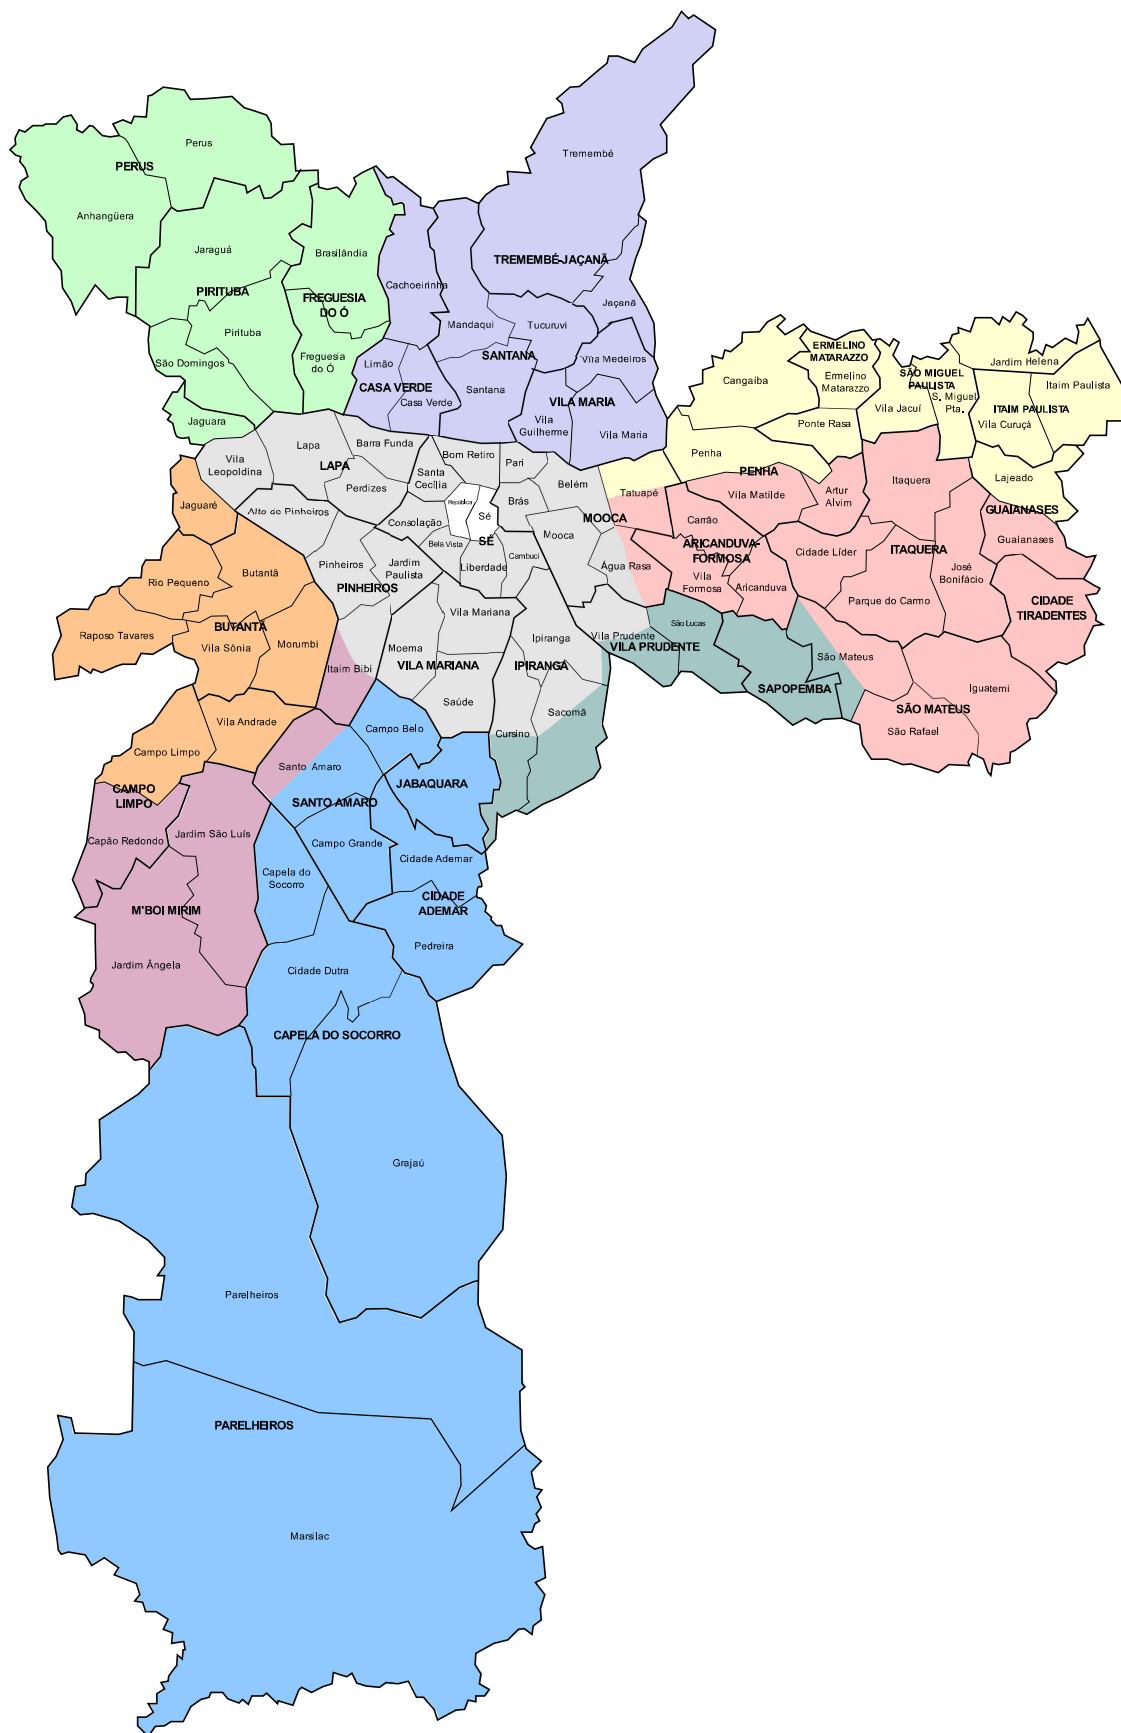 Tremembé
Perus
PERUS
Anhangüera
Jaraguá
Brasilândia
TREMEMBÉ-JAÇANÃ
Cachoeirinha
PIRITUBA
FREGUESIA
DO Ó
Jaçanã
Pirituba
Mandaqui
Tucuruvi
São Domingos
Freguesia
do Ó
Limão
SANTANA
Vila Medeiros
CASA VERDE
Santana
Casa Verde
VILA MARIA
Vila
Guilherme
Vila Maria
Jaguara
ERMELINO
MATARAZZO
Ermelino
Matarazzo
Cangaíba
SÃO MIGUEL
PAULISTA
S. Miguel
Pta.
Jardim Helena
Itaim Paulista
Vila Jacuí
ITAIM PAULISTA
Vila Curuçá
Ponte Rasa
Lapa
Barra Funda
Bom Retiro
Pari
Penha
Vila
Leopoldina
LAPA
Santa
Cecília
Belém
PENHA
Itaquera
Lajeado
Perdizes
Tatuapé
Vila Matilde
Artur
Alvim
Jaguaré
República
Brás
Alto de Pinheiros
Consolação
Sé
MOOCA
Carrão
GUAIANASES
SÉ
Mooca
Bela Vista
Cambuci
ARICANDUVA-
FORMOSA
Cidade Líder
ITAQUERA
Guaianases
Pinheiros
Jardim
Paulista
Liberdade
Água Rasa
Butantã
Rio Pequeno
PINHEIROS
Vila
Formosa
Aricanduva
José
Bonifácio
CIDADE
TIRADENTES
Parque do Carmo
Vila Mariana
BUTANTÃ
Raposo Tavares
Vila Sônia
Morumbi
Ipiranga
Vila Prudente
São Lucas
VILA PRUDENTE
Moema
VILA MARIANA
IPIRANGA
São Mateus
Itaim Bibi
SAPOPEMBA
Iguatemi
Saúde
Sacomã
SÃO MATEUS
São Rafael
Vila Andrade
Campo Belo
Cursino
Campo Limpo
Santo Amaro
CAMPO
LIMPO
JABAQUARA
SANTO AMARO
Capão Redondo
Jardim São Luís
Campo Grande
Cidade Ademar
Capela do
Socorro
CIDADE
ADEMAR
M'BOI MIRIM
Pedreira
Jardim Ângela
Cidade Dutra
CAPELA DO SOCORRO
Grajaú
Parelheiros
PARELHEIROS
Marsilac